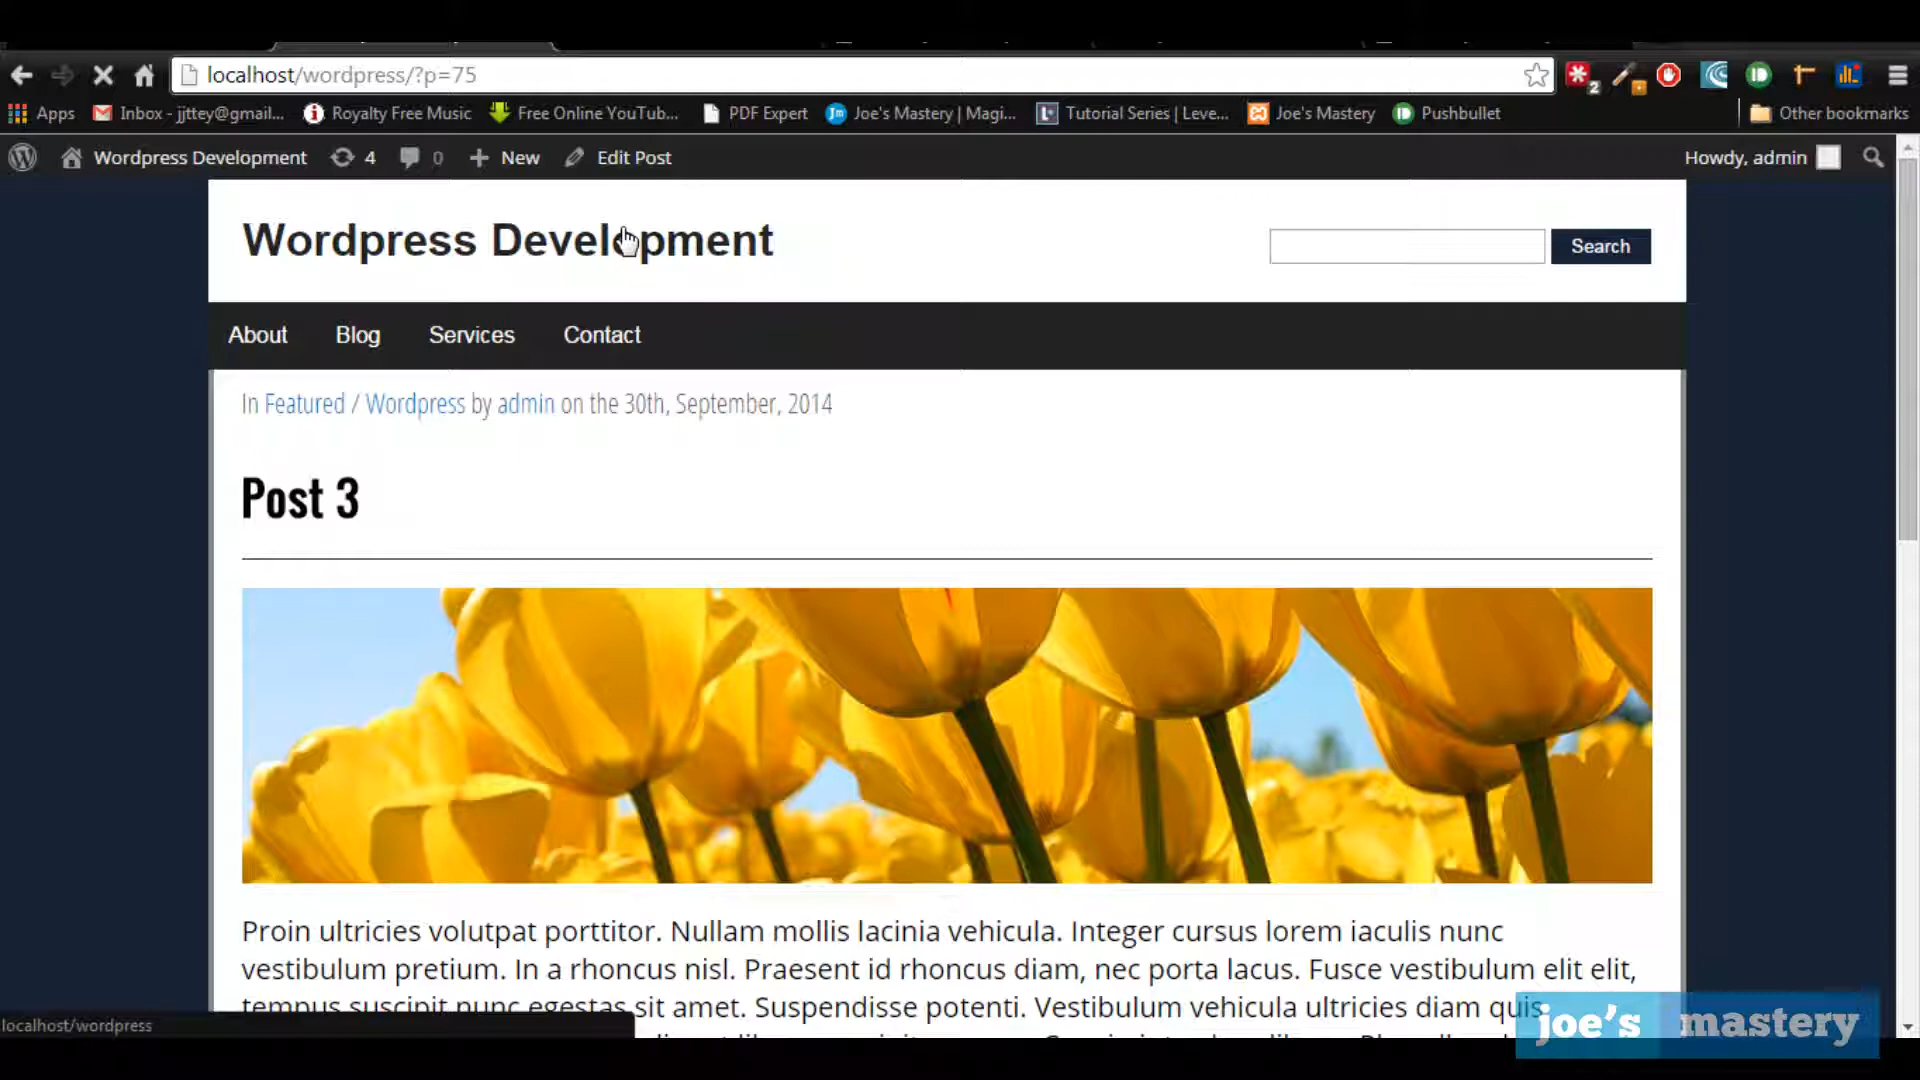 localhost/wordpress/?p=75
2
Apps Inbox - jjttey@gmail... Royalty Free Music Free Online YouTub... PDF Expert Jm Joe's Mastery | Magi... Tutorial Series | Leve... Joe's Mastery Pushbullet Other bookmarks
Wordpress Development 4 0 New Edit Post Howdy, admin
Wordpress Development
Search
About Blog Services Contact
In Featured / Wordpress by admin on the 30th, September, 2014
Post 3
Proin ultricies volutpat porttitor. Nullam mollis lacinia vehicula. Integer cursus lorem iaculis nunc
vestibulum pretium. In a rhoncus nisl. Praesent id rhoncus diam, nec porta lacus. Fusce vestibulum elit elit,
tempus suscipit nunc egestas sit amet. Suspendisse potenti. Vestibulum vehicula ultricies diam quis
localhost/wordpress
joe's mastery